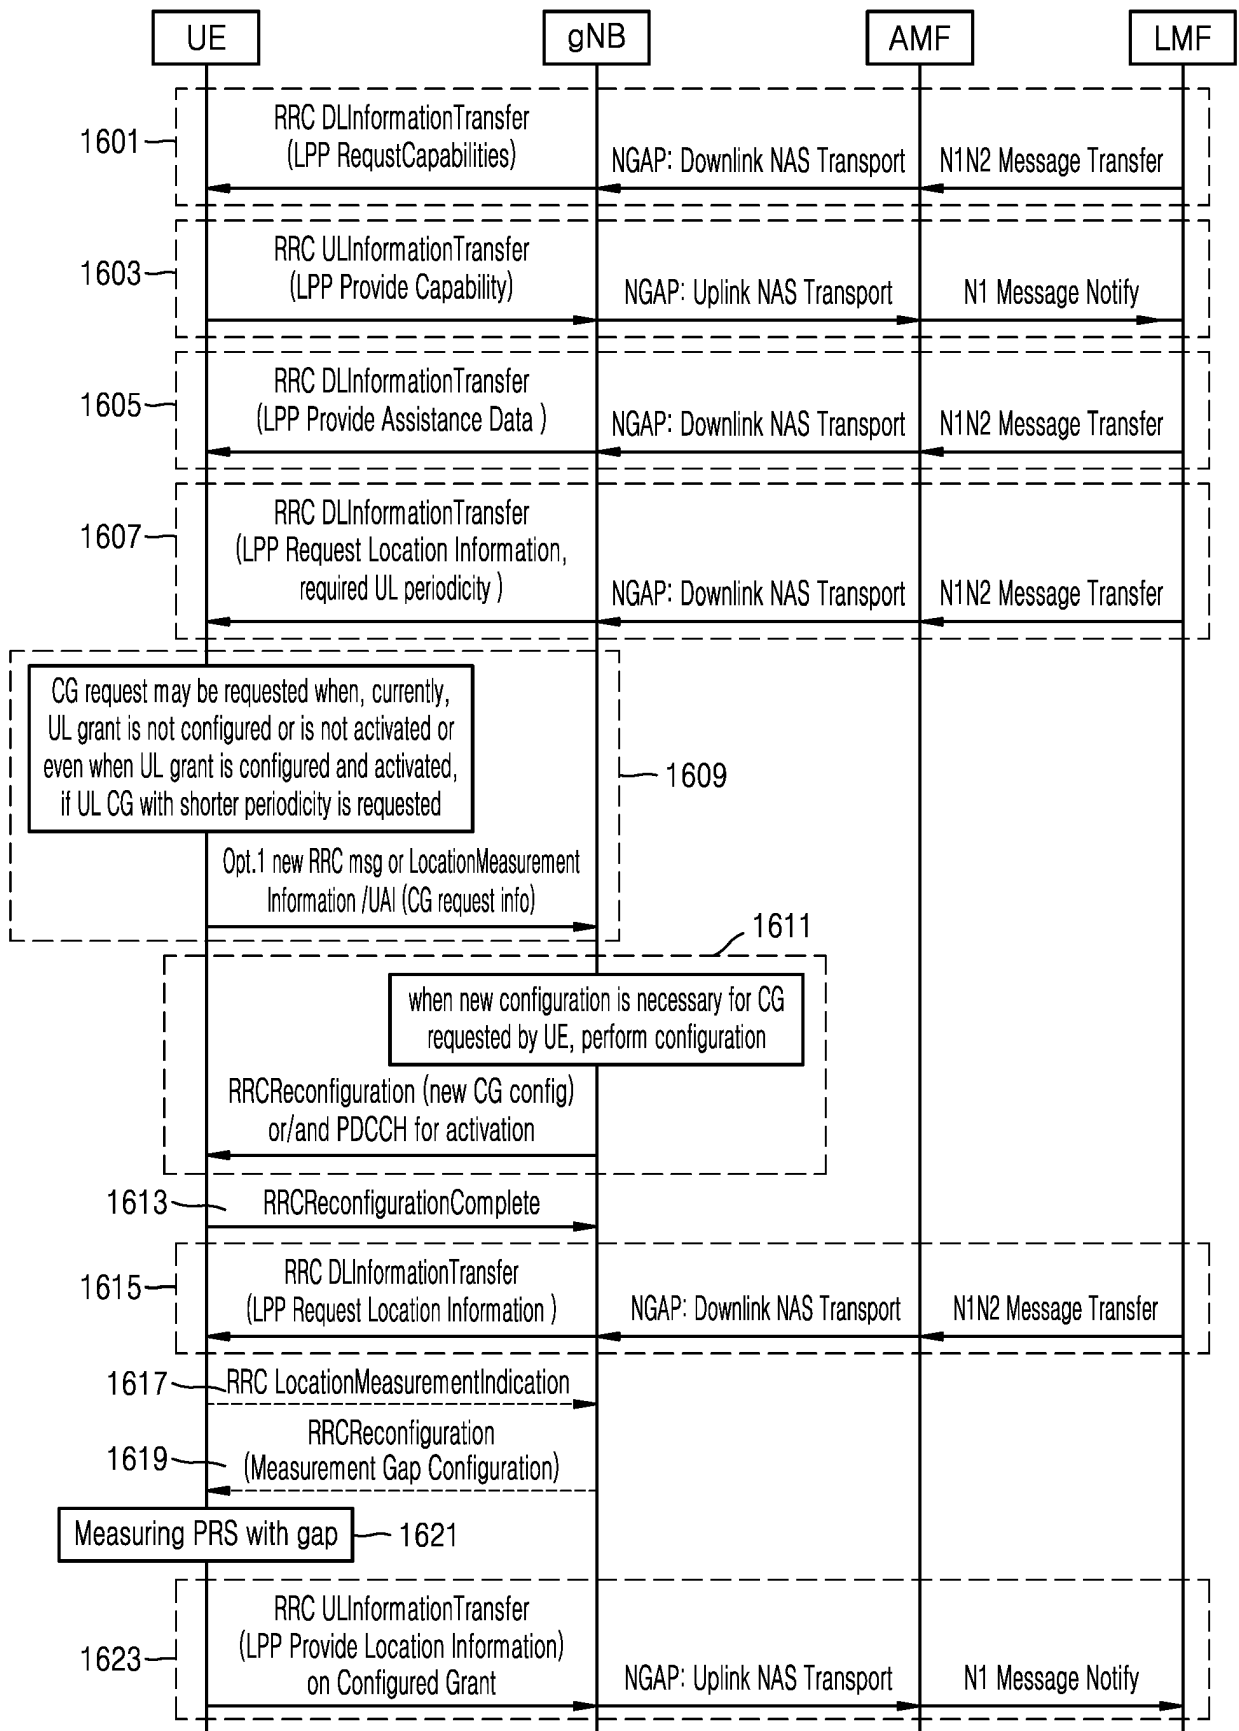 UE
gNB
AMF
LMF
1601
RRC DLInformationTransfer
(LPP RequstCapabilities)
NGAP: Downlink NAS Transport
N1N2 Message Transfer
1603
RRC ULInformationTransfer
(LPP Provide Capability)
NGAP: Uplink NAS Transport
N1 Message Notify
1605
RRC DLInformationTransfer
(LPP Provide Assistance Data )
NGAP: Downlink NAS Transport
N1N2 Message Transfer
1607
RRC DLInformationTransfer
(LPP Request Location Information,
required UL periodicity )
NGAP: Downlink NAS Transport
N1N2 Message Transfer
CG request may be requested when, currently,
UL grant is not configured or is not activated or
even when UL grant is configured and activated,
if UL CG with shorter periodicity is requested
1609
Opt.1 new RRC msg or LocationMeasurement
Information /UAI (CG request info)
1611
when new configuration is necessary for CG
requested by UE, perform configuration
RRCReconfiguration (new CG config)
or/and PDCCH for activation
1613
RRCReconfigurationComplete
1615
RRC DLInformationTransfer
(LPP Request Location Information )
NGAP: Downlink NAS Transport
N1N2 Message Transfer
1617
RRC LocationMeasurementIndication
1619
RRCReconfiguration
(Measurement Gap Configuration)
Measuring PRS with gap
1621
1623
RRC ULInformationTransfer
(LPP Provide Location Information)
on Configured Grant
NGAP: Uplink NAS Transport
N1 Message Notify